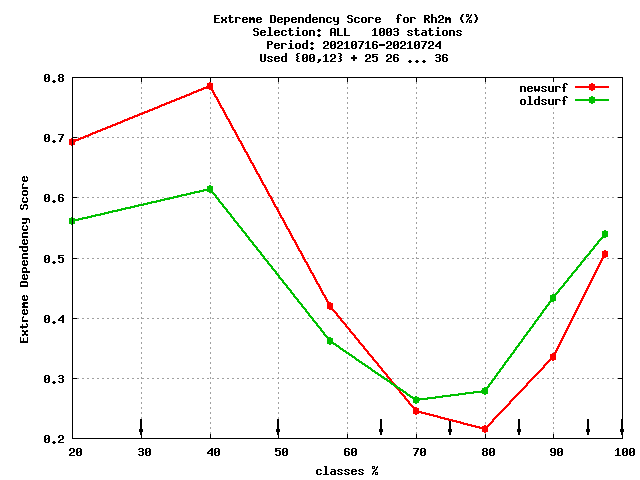 Extreme Dependency Score  for Rh2m (%)
Selection: ALL   1003 stations
Period: 20210716-20210724
Used {00,12} + 25 26 ... 36
newsurf
oldsurf
Extreme Dependency Score
0.8
0.7
0.6
0.5
0.4
0.3
0.2
20 30 40 50 60 70 80 90 100
classes %